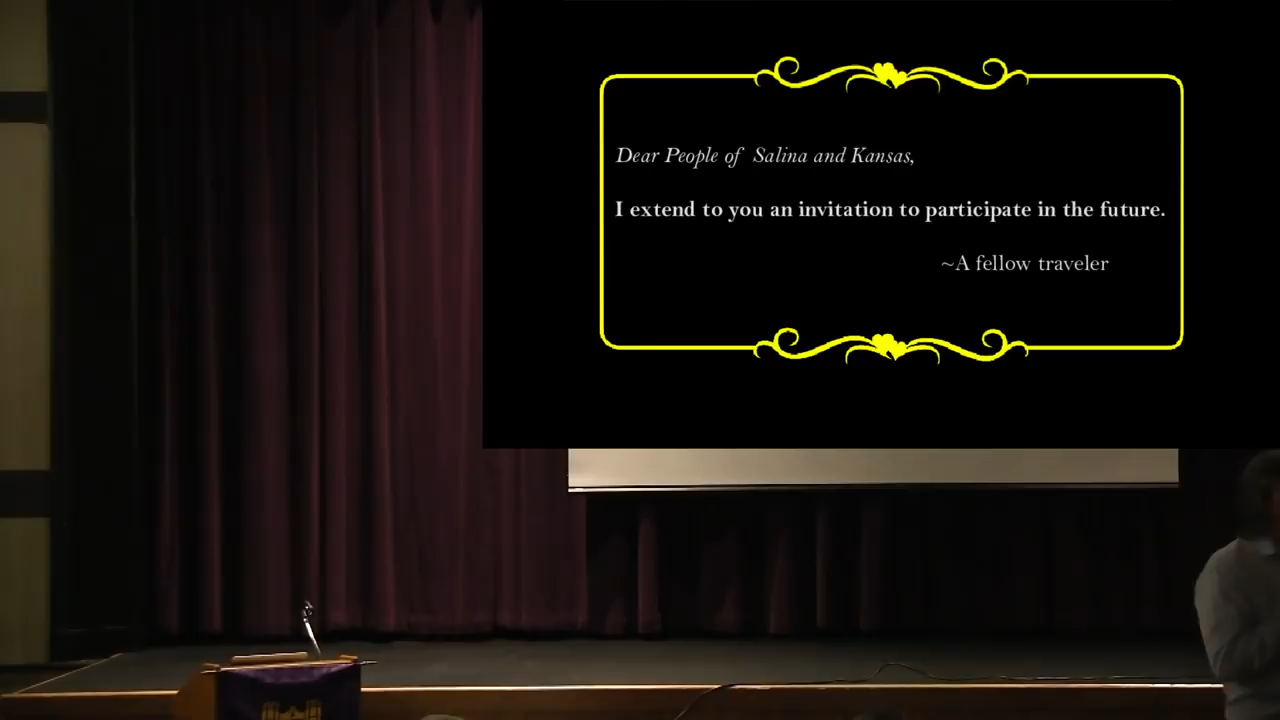 Dear People of Salina and Kansas,
I extend to you an invitation to participate in the future.
~A fellow traveler